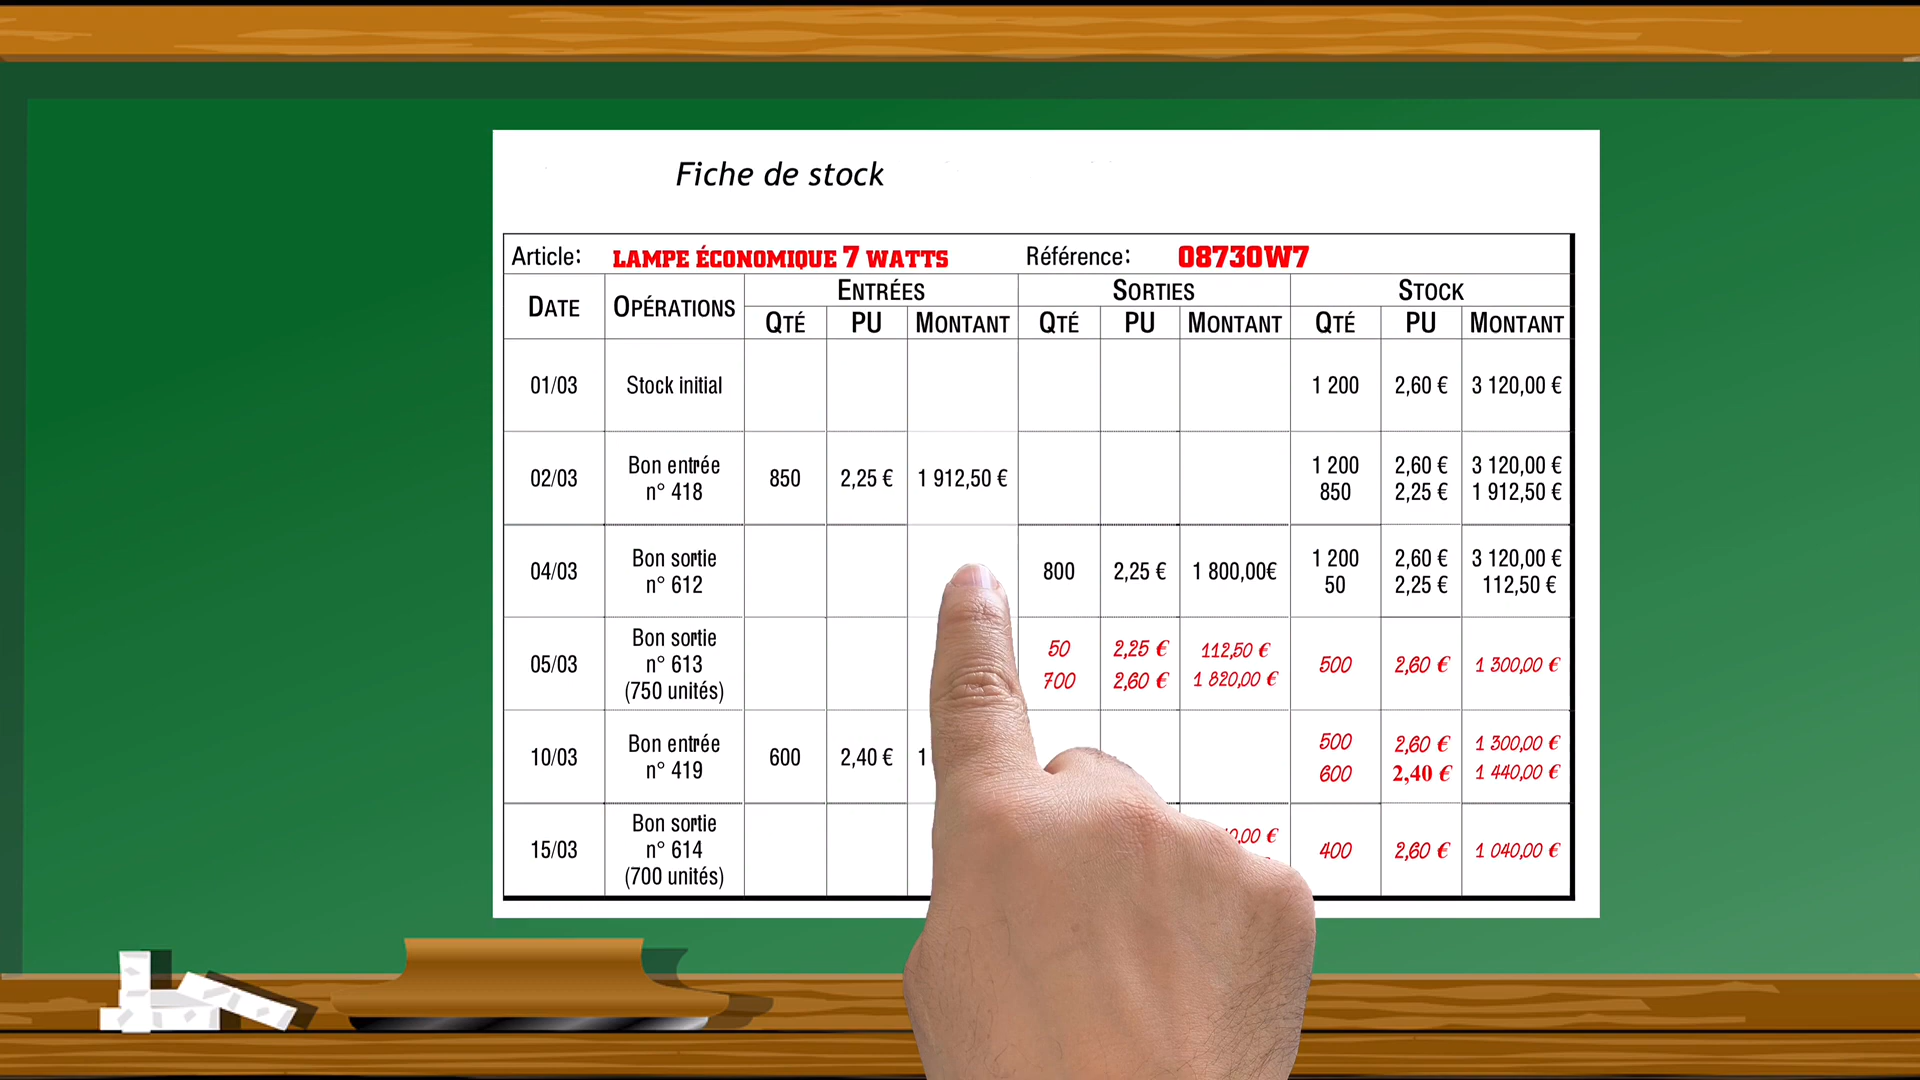 Fiche de stock
Article: LAMPE ÉCONOMIQUE 7 WATTS Référence: 08730W7
DATE OPÉRATIONS ENTRÉES SORTIES STOCK
QTÉ PU MONTANT QTÉ PU MONTANT QTÉ PU MONTANT
01/03 Stock initial 1 200 2,60 € 3 120,00 €
02/03 Bon entrée n° 418 850 2,25 € 1 912,50 € 1 200 2,60 € 3 120,00 €
850 2,25 € 1 912,50 €
04/03 Bon sortie n° 612 800 2,25 € 1 800,00€ 1 200 2,60 € 3 120,00 €
50 2,25 € 112,50 €
05/03 Bon sortie n° 613 (750 unités) 50 2,25 € 112,50 € 500 2,60 € 1 300,00 €
700 2,60 € 1 820,00 €
10/03 Bon entrée n° 419 600 2,40 € 1 500 2,60 € 1 300,00 €
600 2,40 € 1 440,00 €
15/03 Bon sortie n° 614 (700 unités) 400 2,60 € 1 040,00 €